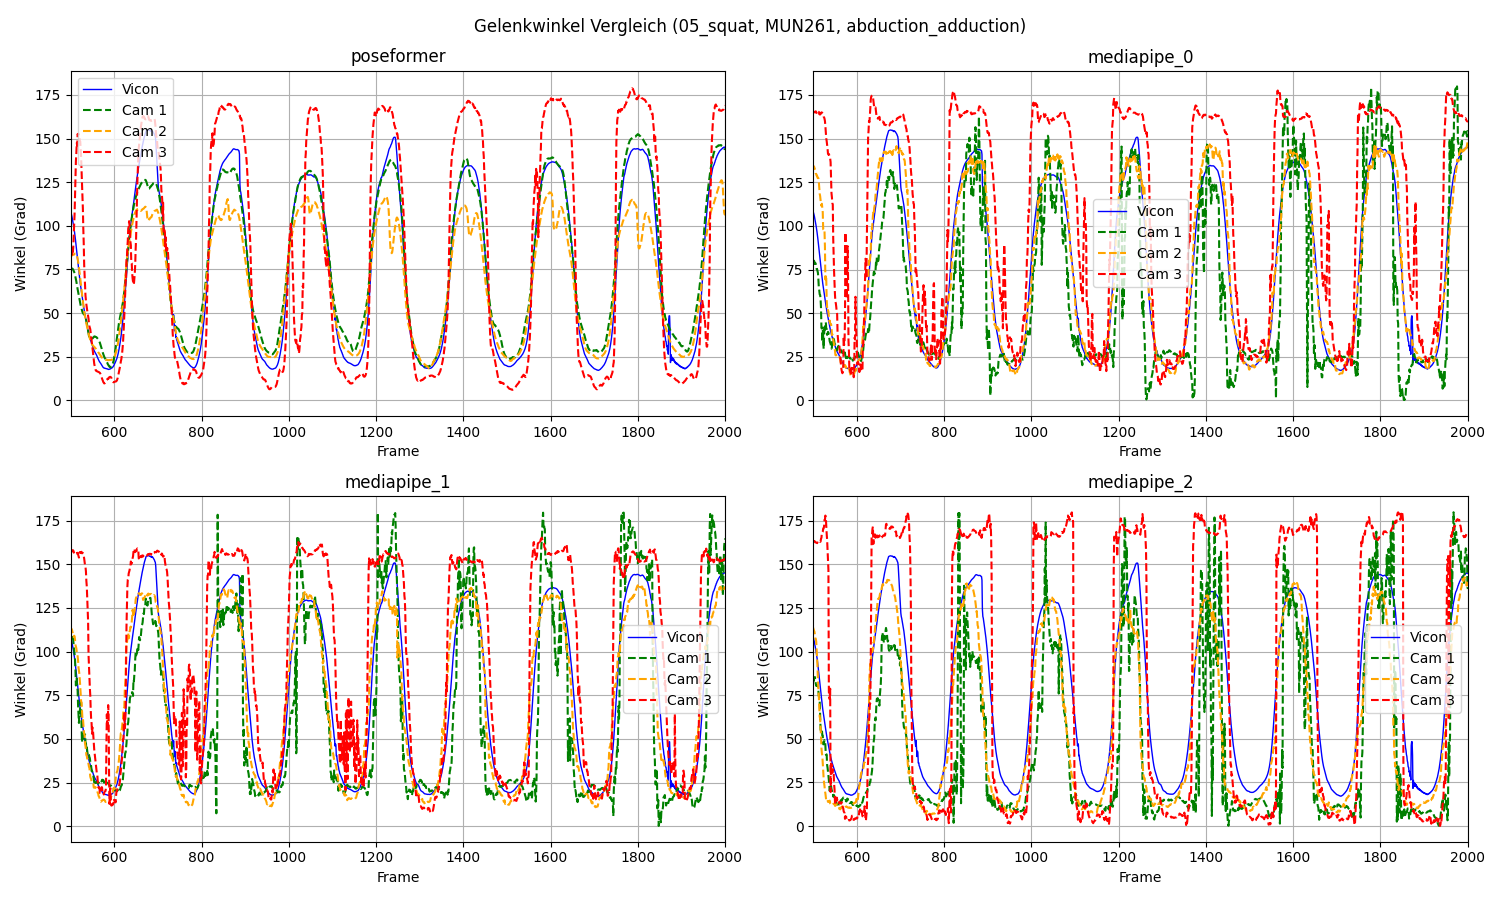 Gelenkwinkel Vergleich (05_squat, MUN261, abduction_adduction)
poseformer
Winkel (Grad)
175
150
125
100
75
50
25
0
Vicon
Cam 1
Cam 2
Cam 3
600 800 1000 1200 1400 1600 1800 2000
Frame
mediapipe_0
Winkel (Grad)
175
150
125
100
75
50
25
0
Vicon
Cam 1
Cam 2
Cam 3
600 800 1000 1200 1400 1600 1800 2000
Frame
mediapipe_1
Winkel (Grad)
175
150
125
100
75
50
25
0
Vicon
Cam 1
Cam 2
Cam 3
600 800 1000 1200 1400 1600 1800 2000
Frame
mediapipe_2
Winkel (Grad)
175
150
125
100
75
50
25
0
Vicon
Cam 1
Cam 2
Cam 3
600 800 1000 1200 1400 1600 1800 2000
Frame